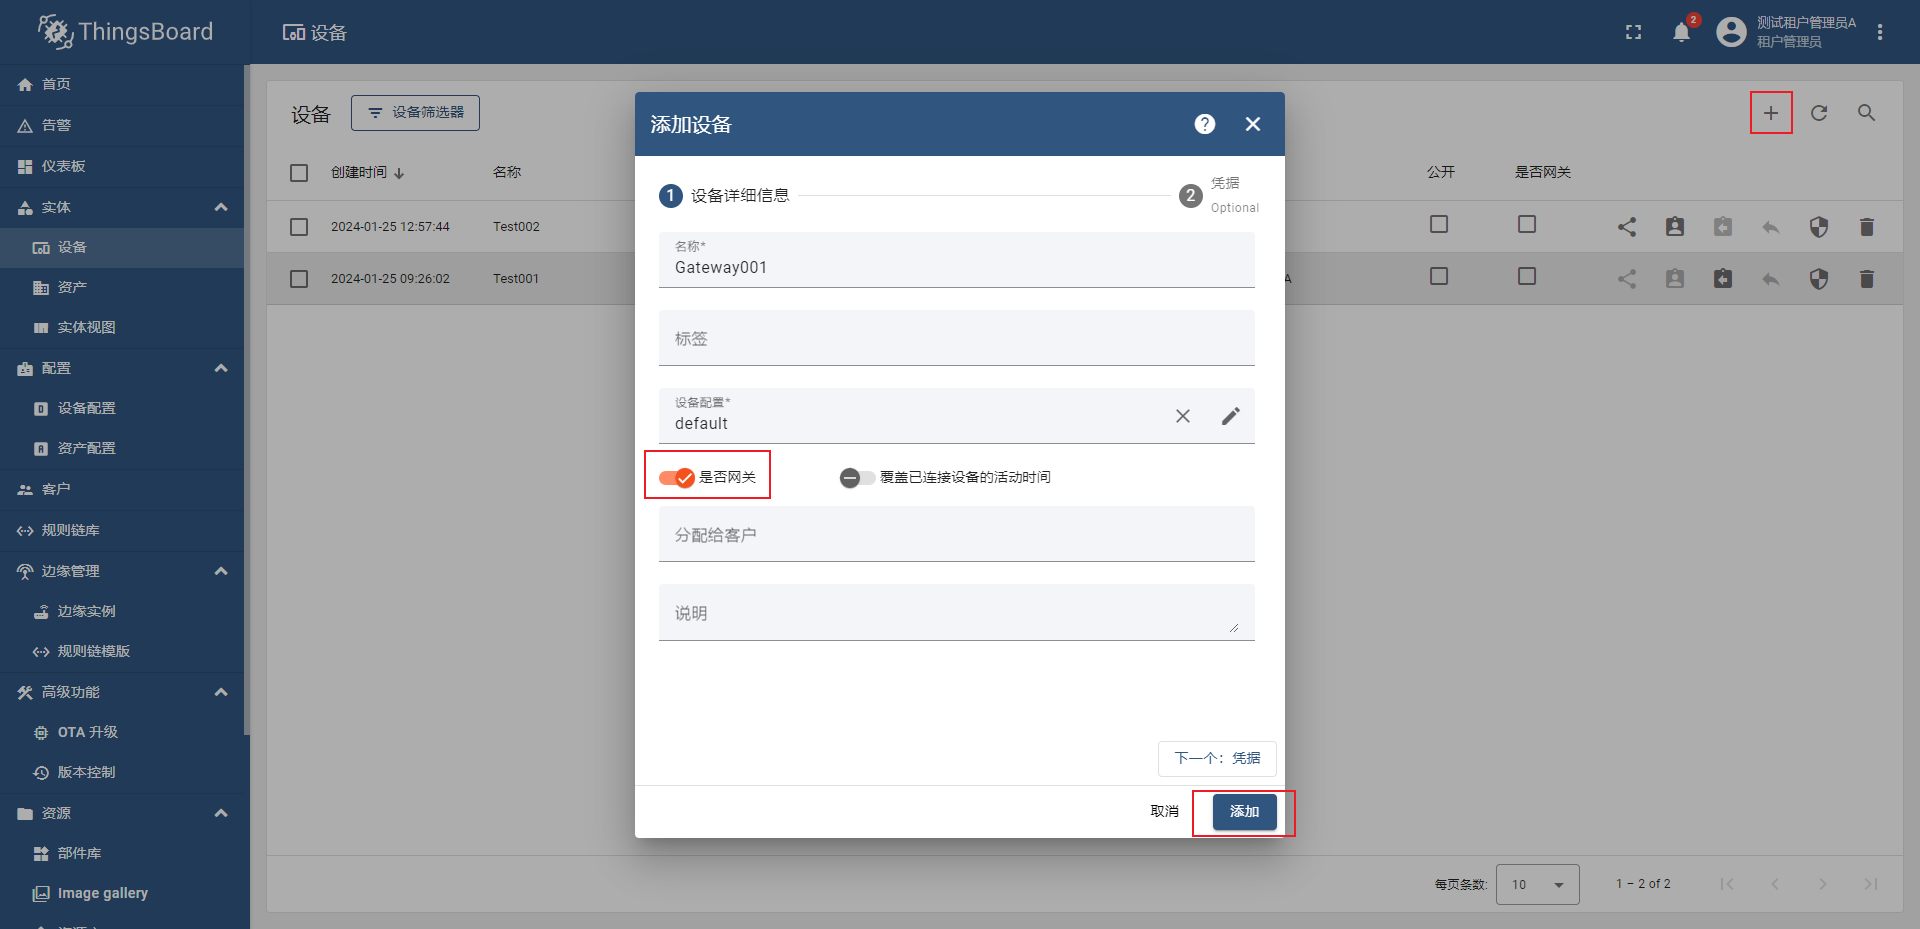 ThingsBoard
设备
2
测试租户管理员A
租户管理员
首页
告警
仪表板
实体
设备
资产
实体视图
配置
设备配置
资产配置
客户
规则链库
边缘管理
边缘实例
规则链模版
高级功能
OTA 升级
版本控制
资源
部件库
Image gallery
设备
设备筛选器
创建时间
名称
公开
是否网关
2024-01-25 12:57:44
Test002
2024-01-25 09:26:02
Test001
A
添加设备
1
设备详细信息
2
凭据
Optional
名称*
Gateway001
标签
设备配置*
default
是否网关
覆盖已连接设备的活动时间
分配给客户
说明
下一个：凭据
取消
添加
每页条数:
10
1 – 2 of 2